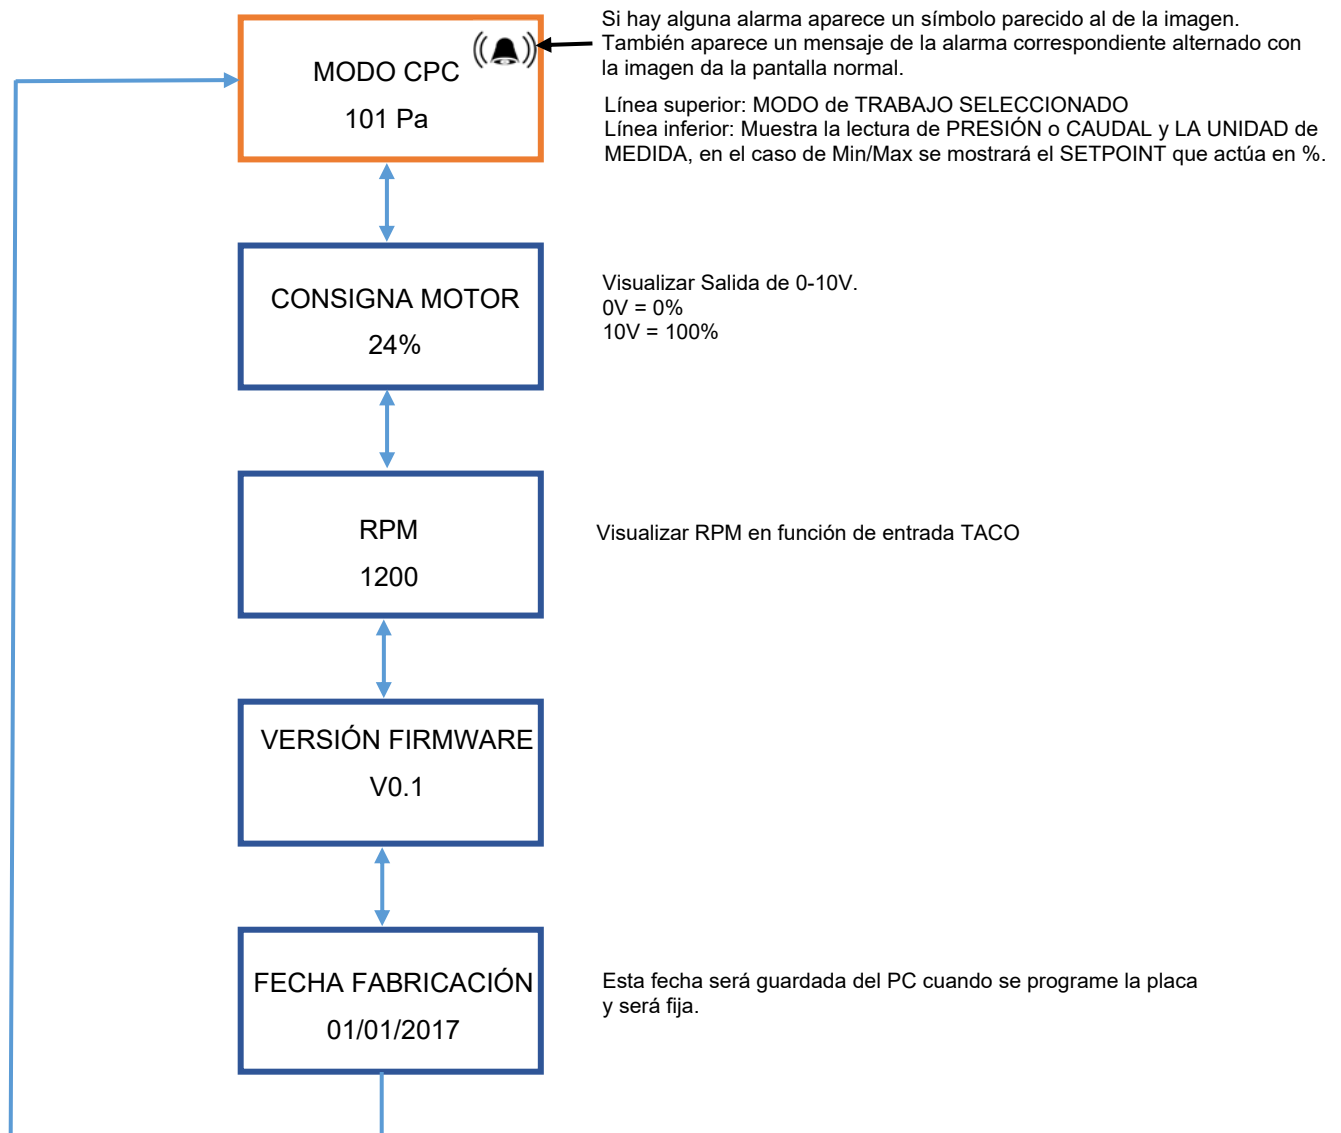 Si hay alguna alarma aparece un símbolo parecido al de la imagen.
También aparece un mensaje de la alarma correspondiente alternado con
la imagen da la pantalla normal.
MODO CPC
101 Pa
Línea superior: MODO de TRABAJO SELECCIONADO
Línea inferior: Muestra la lectura de PRESIÓN o CAUDAL y LA UNIDAD de
MEDIDA, en el caso de Min/Max se mostrará el SETPOINT que actúa en %.
CONSIGNA MOTOR
24%
Visualizar Salida de 0-10V.
0V = 0%
10V = 100%
RPM
1200
Visualizar RPM en función de entrada TACO
VERSIÓN FIRMWARE
V0.1
FECHA FABRICACIÓN
01/01/2017
Esta fecha será guardada del PC cuando se programe la placa
y será fija.